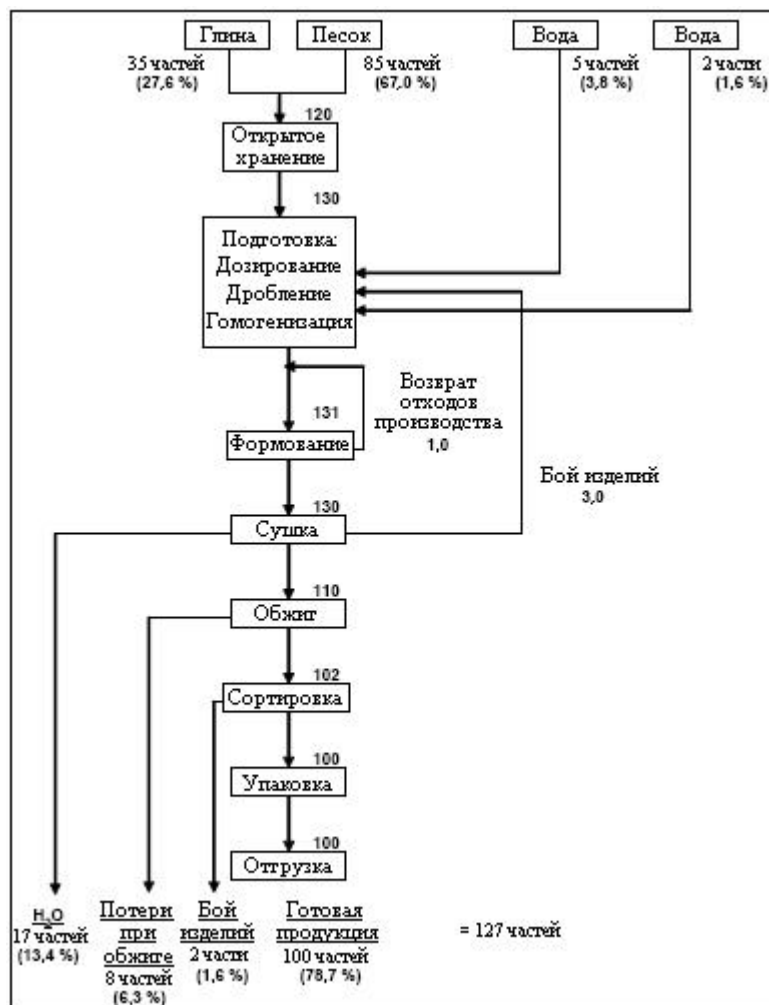 Глина
Песок
Вода
Вода
35 частей
(27,6 %)
85 частей
(67,0 %)
5 частей
(3,8 %)
2 части
(1,6 %)
120
Открытое
хранение
130
Подготовка:
Дозирование
Дробление
Гомогенизация
Возврат
отходов
производства
1,0
131
Формование
Бой изделий
3,0
130
Сушка
110
Обжиг
102
Сортировка
100
Упаковка
100
Отгрузка
H2O
17 частей
(13,4 %)
Потери
при
обжиге
8 частей
(6,3 %)
Бой
изделий
2 части
(1,6 %)
Готовая
продукция
100 частей
(78,7 %)
= 127 частей